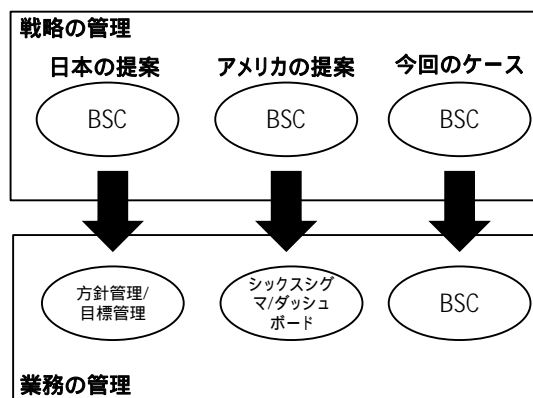 戦略の管理
日本の提案
アメリカの提案
今回のケース
BSC
BSC
BSC
方針管理/
目標管理
シックスシグ
マ/ダッシュ
ボード
BSC
業務の管理